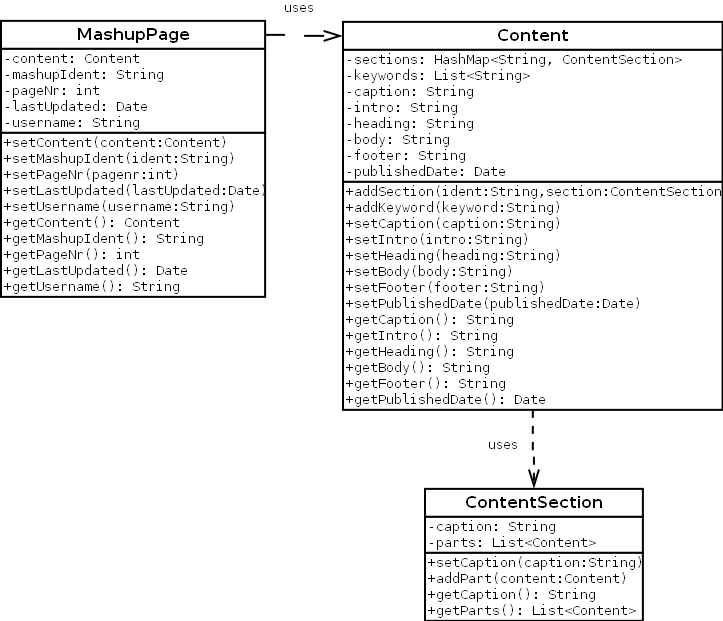 uses
MashupPage
-content: Content
-mashupIdent: String
-pageNr: int
-lastUpdated: Date
-username: String
+setContent(content:Content)
+setMashupIdent(ident:String)
+setPageNr(pagenr:int)
+setLastUpdated(lastUpdated:Date)
+setUsername(username:String)
+getContent(): Content
+getMashupIdent(): String
+getPageNr(): int
+getLastUpdated(): Date
+getUsername(): String
Content
-sections: HashMap<String, ContentSection>
-keywords: List<String>
-caption: String
-intro: String
-heading: String
-body: String
-footer: String
-publishedDate: Date
+addSection(ident:String,section:ContentSection
+addKeyword(keyword:String)
+setCaption(caption:String)
+setIntro(intro:String)
+setHeading(heading:String)
+setBody(body:String)
+setFooter(footer:String)
+setPublishedDate(publishedDate:Date)
+getCaption(): String
+getIntro(): String
+getHeading(): String
+getBody(): String
+getFooter(): String
+getPublishedDate(): Date
uses
ContentSection
-caption: String
-parts: List<Content>
+setCaption(caption:String)
+addPart(content:Content)
+getCaption(): String
+getParts(): List<Content>